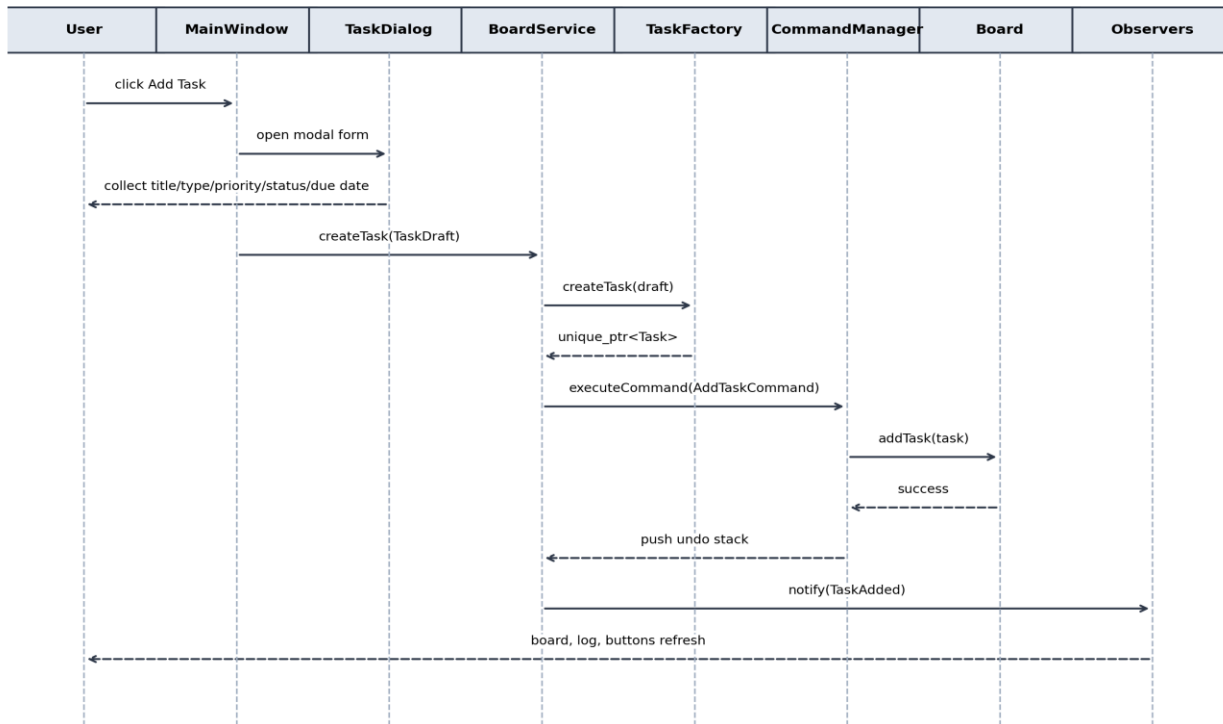 User MainWindow TaskDialog BoardService TaskFactory CommandManager Board Observers
click Add Task
open modal form
collect title/type/priority/status/due date
createTask(TaskDraft)
createTask(draft)
unique_ptr<Task>
executeCommand(AddTaskCommand)
addTask(task)
success
push undo stack
notify(TaskAdded)
board, log, buttons refresh